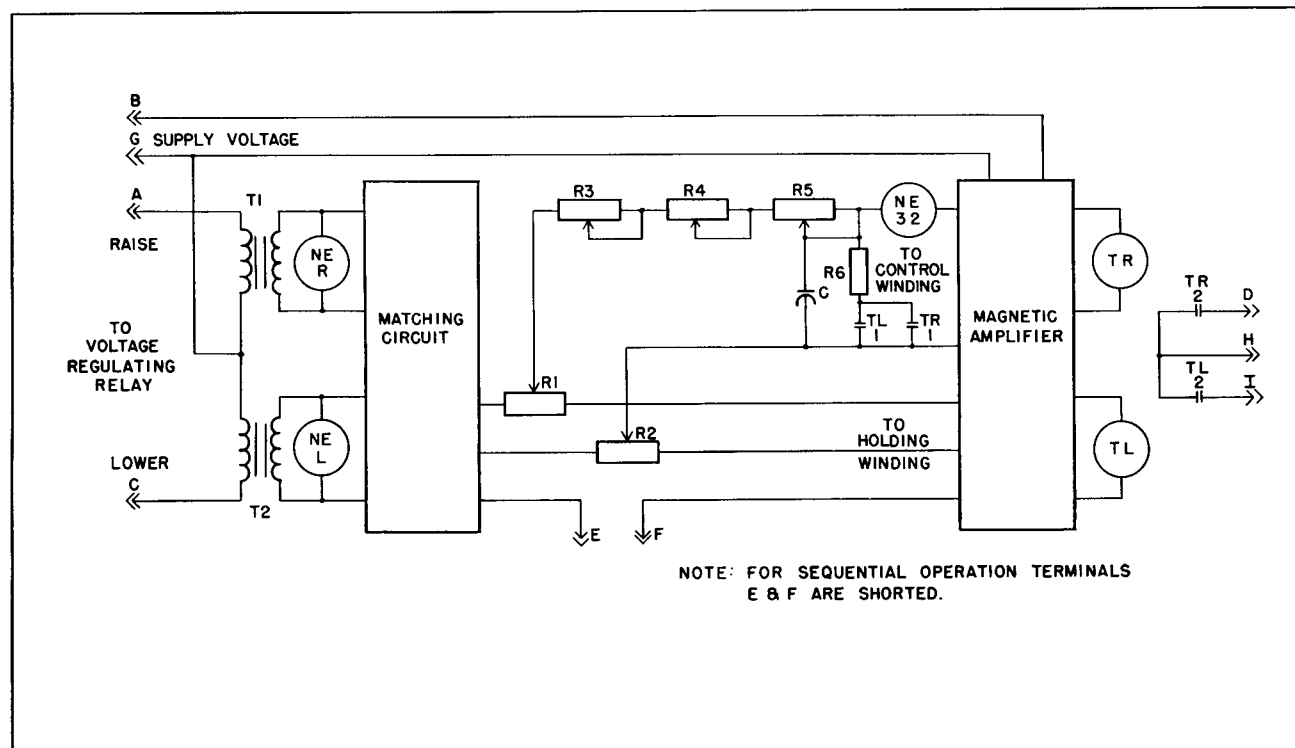 B
G SUPPLY VOLTAGE
A
T1
RAISE
NE
R
TO
VOLTAGE
REGULATING
RELAY
LOWER
C
T2
NE
L
MATCHING
CIRCUIT
R3
R4
R5
NE
32
R6
C
TO
CONTROL
WINDING
TL
1
TR
1
R1
R2
TO
HOLDING
WINDING
E
F
MAGNETIC
AMPLIFIER
TR
TL
TR
2
D
H
TL
2
I
NOTE: FOR SEQUENTIAL OPERATION TERMINALS
E & F ARE SHORTED.